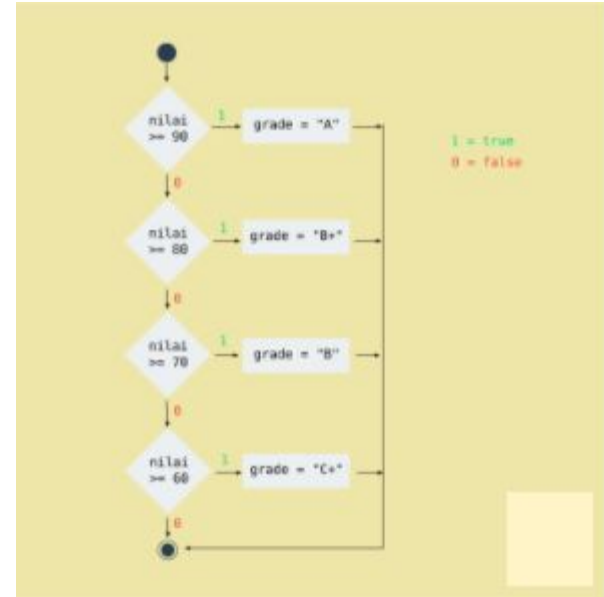 nilai
>= 90
1
grade = "A"
1 = true
0 = false
0
nilai
>= 80
1
grade = "B+"
0
nilai
>= 70
1
grade = "B"
0
nilai
>= 60
1
grade = "C+"
0